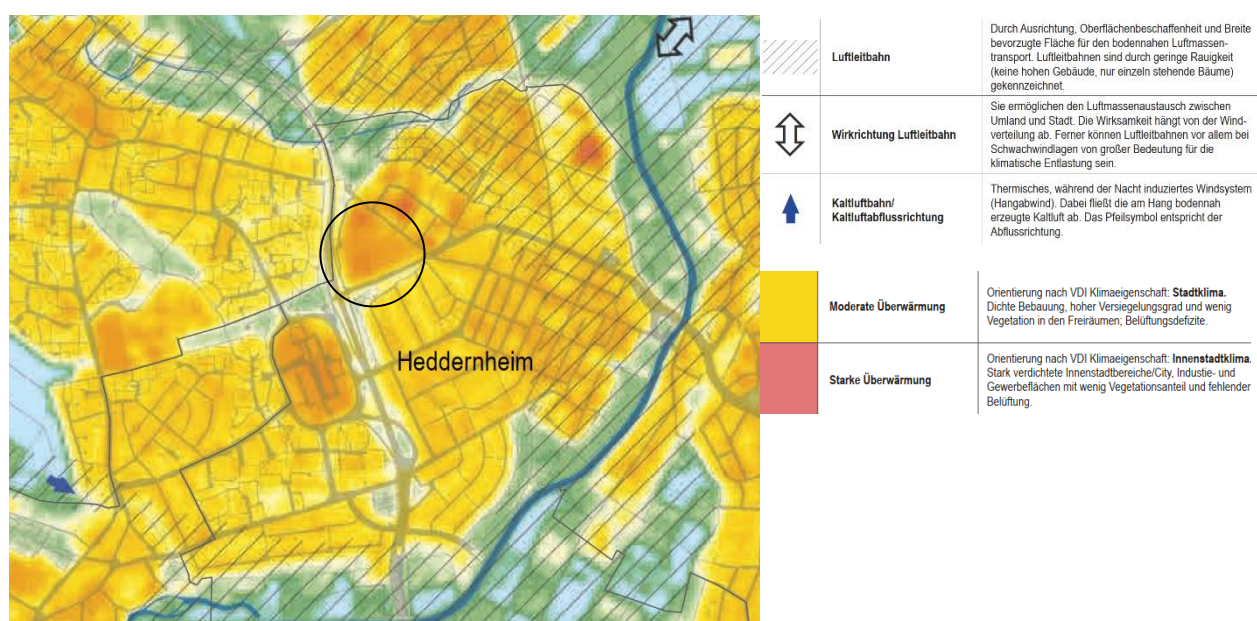 Heddernheim
Luftleitbahn
Durch Ausrichtung, Oberflächenbeschaffenheit und Breite
bevorzugte Fläche für den bodennahen Luftmassen-
transport. Luftleitbahnen sind durch geringe Rauigkeit
(keine hohen Gebäude, nur einzeln stehende Bäume)
gekennzeichnet.
Wirkrichtung Luftleitbahn
Sie ermöglichen den Luftmassenaustausch zwischen
Umland und Stadt. Die Wirksamkeit hängt von der Wind-
verteilung ab. Ferner können Luftleitbahnen vor allem bei
Schwachwindlagen von großer Bedeutung für die
klimatische Entlastung sein.
Kaltluftbahn/
Kaltluftabflussrichtung
Thermisches, während der Nacht induziertes Windsystem
(Hangabwind). Dabei fließt die am Hang bodennah
erzeugte Kaltluft ab. Das Pfeilsymbol entspricht der
Abflussrichtung.
Moderate Überwärmung
Orientierung nach VDI Klimaeigenschaft: Stadtklima.
Dichte Bebauung, hoher Versiegelungsgrad und wenig
Vegetation in den Freiräumen; Belüftungsdefizite.
Starke Überwärmung
Orientierung nach VDI Klimaeigenschaft: Innenstadtklima.
Stark verdichtete Innenstadtbereiche/City, Industie- und
Gewerbeflächen mit wenig Vegetationsanteil und fehlender
Belüftung.